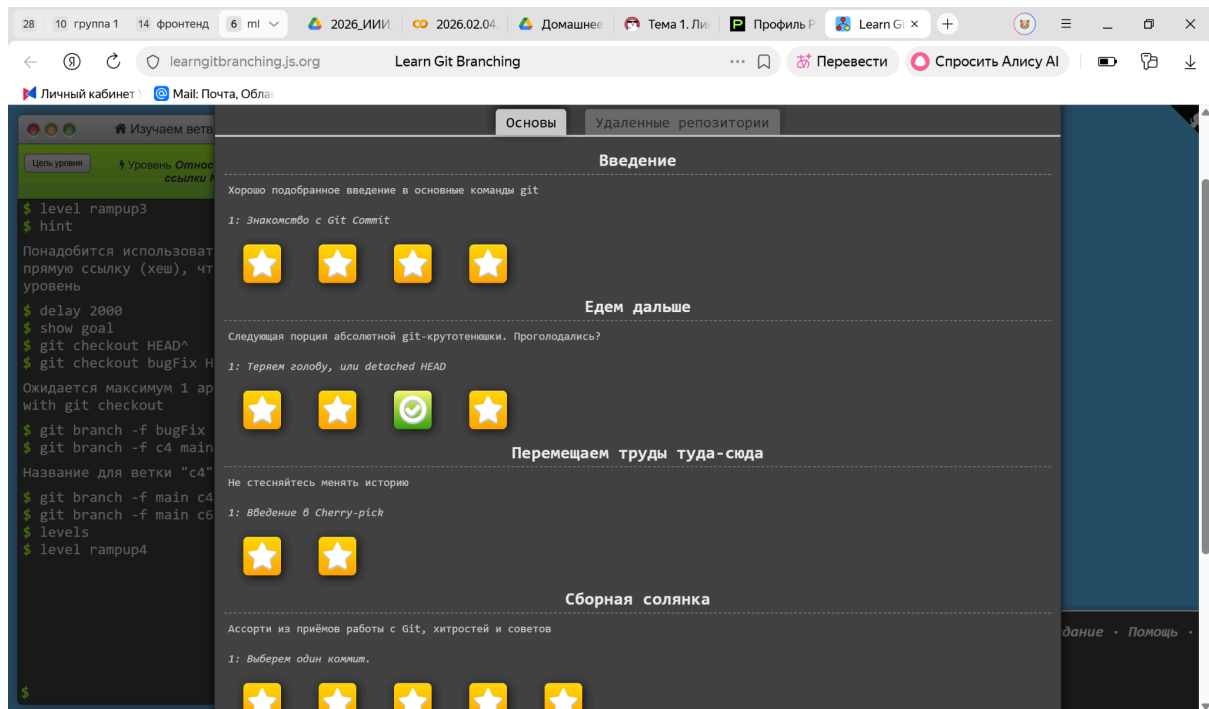 28
10 группа 1
14 фронтенд
6 ml
2026_ИИИ
2026.02.04
Домашнее
Тема 1. Ли
Профиль Р
Learn Gi
learngitbranching.js.org
Learn Git Branching
Перевести
Спросить Алису AI
Личный кабинет
Mail: Почта, Обла
Изучаем ветв
Цель уровня
Уровень Относ
ссылки
$ level rampup3
$ hint
Понадобится использоват
прямую ссылку (хеш), чт
уровень
$ delay 2000
$ show goal
$ git checkout HEAD^
$ git checkout bugFix H
Ожидается максимум 1 ар
with git checkout
$ git branch -f bugFix
$ git branch -f c4 main
Название для ветки "c4"
$ git branch -f main c4
$ git branch -f main c6
$ levels
$ level rampup4
$
Основы
Удаленные репозитории
Введение
Хорошо подобранное введение в основные команды git
1: Знакомство с Git Commit
Едем дальше
Следующая порция абсолютной git-крутотенюшки. Проголодались?
1: Теряем голову, или detached HEAD
Перемещаем труды туда-сюда
Не стесняйтесь менять историю
1: Введение в Cherry-pick
Сборная солянка
Ассорти из приёмов работы с Git, хитростей и советов
1: Выберем один коммит.
дание · Помощь ·